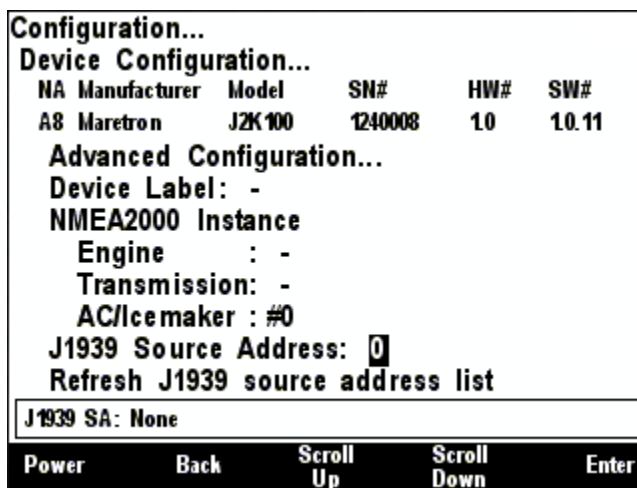 Configuration...
Device Configuration...
NA Manufacturer Model SN# HW# SW#
A8 Maretron J2K100 1240008 1.0 1.0.11
Advanced Configuration...
Device Label: -
NMEA2000 Instance
Engine : -
Transmission: -
AC/Icemaker : #0
J1939 Source Address: 0
Refresh J1939 source address list
J1939 SA: None
Power Back Scroll Up Scroll Down Enter